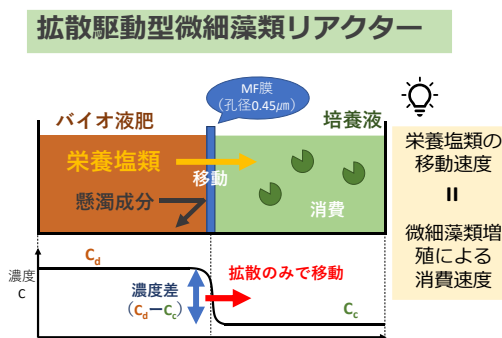 拡散駆動型微細藻類リアクター
MF膜
(孔径0.45㎛)
バイオ液肥
培養液
栄養塩類
移動
懸濁成分
消費
栄養塩類の
移動速度
=
微細藻類増
殖による
消費速度
濃度
C
Cd
濃度差
(Cd—Cc)
拡散のみで移動
Cc